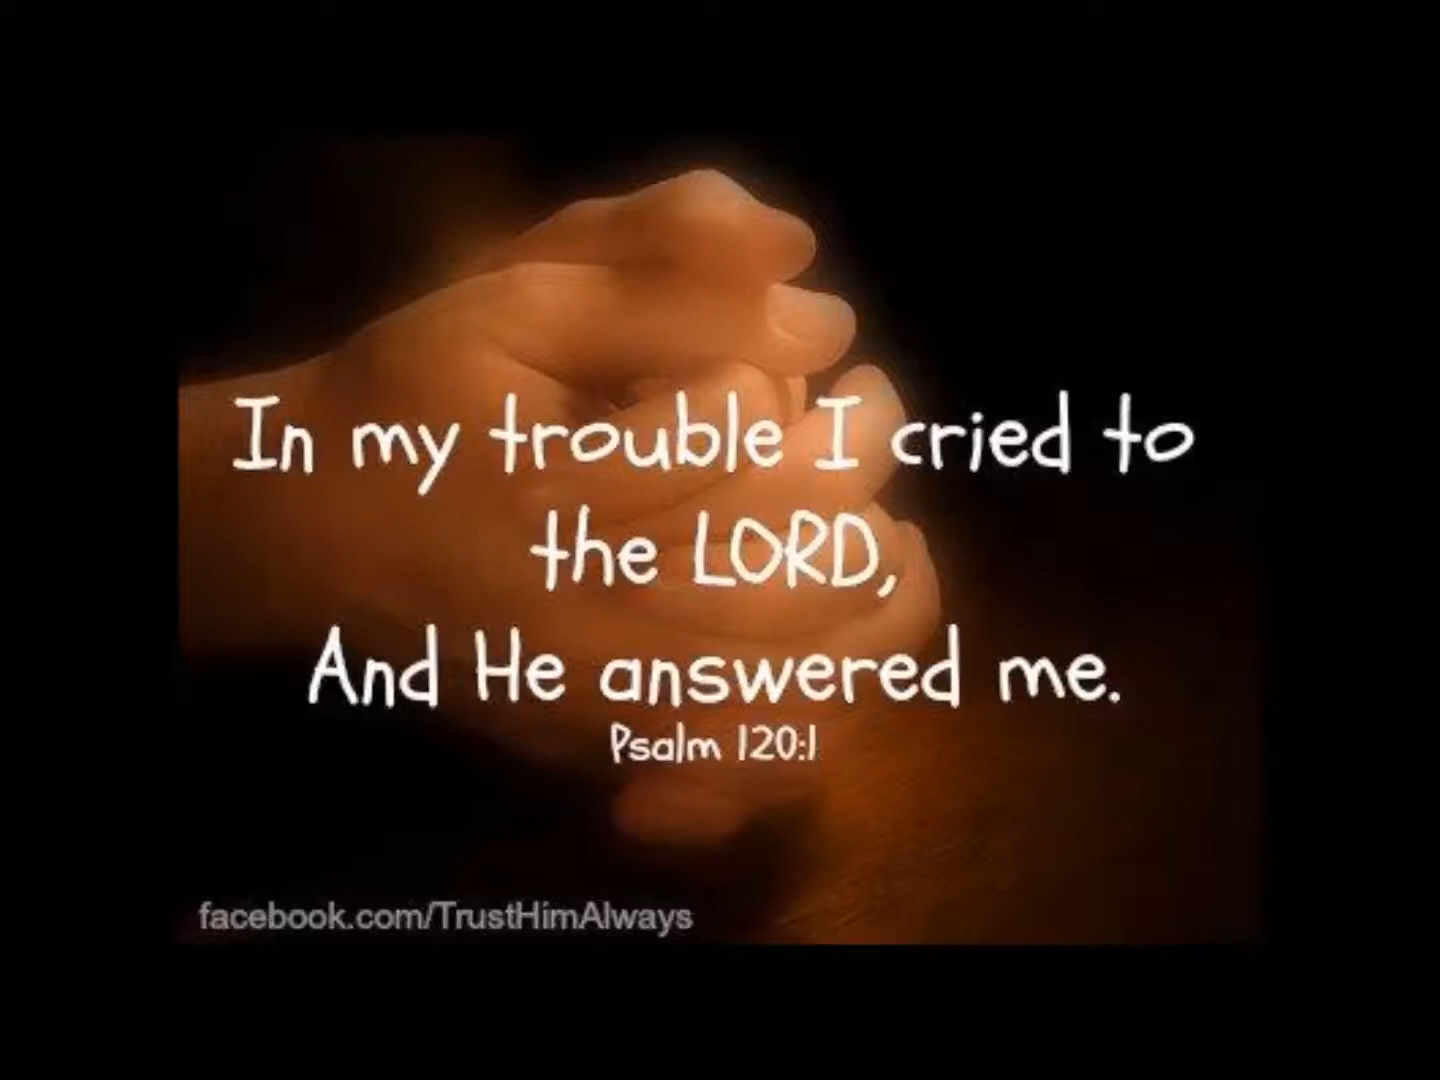 In my trouble I cried to
the LORD,
And He answered me.
Psalm 120:1
facebook.com/TrustHimAlways